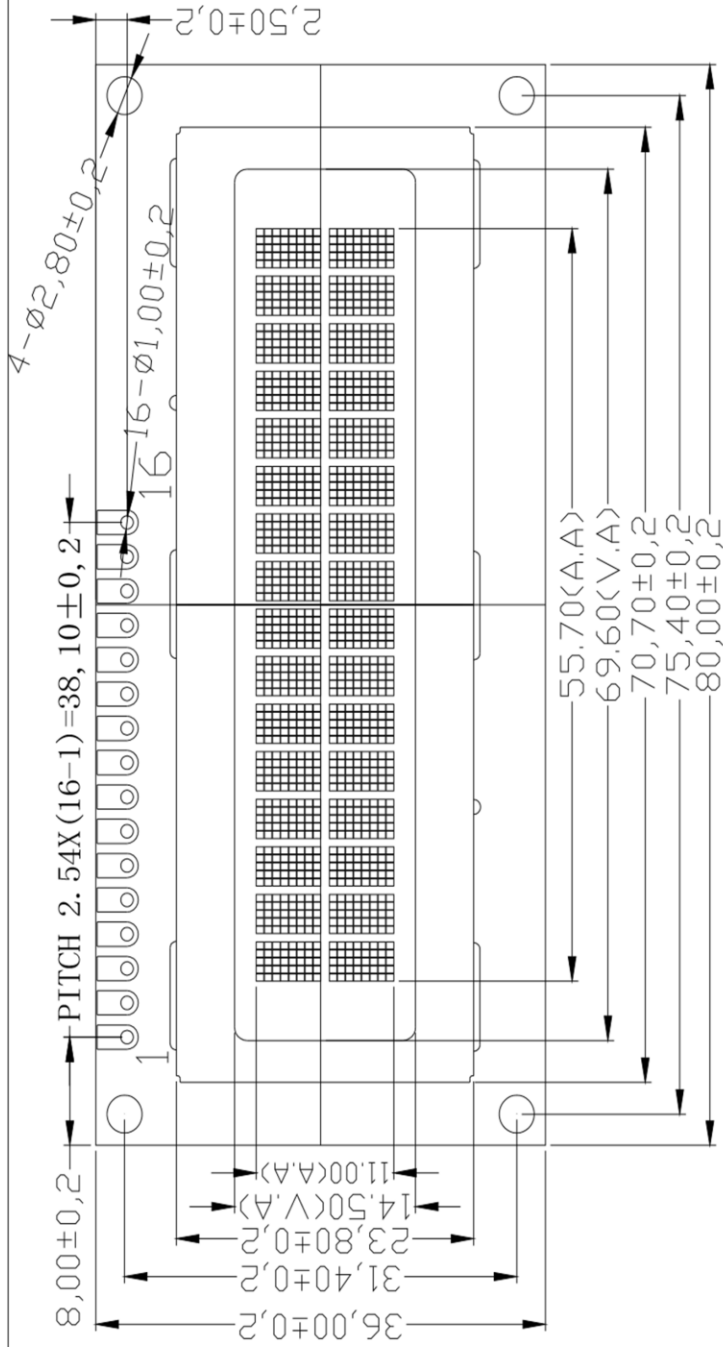 2,50±0,2
4-Ø2,80±0,2
16-Ø1,00±0,2
16
PITCH 2.54X(16-1)=38,10±0,2
1
8,00±0,2
55.70(A.A)
69.60(V.A)
70,70±0,2
75,40±0,2
80,00±0,2
11.00(A.A)
14.50(V.A)
23,80±0,2
31,40±0,2
36,00±0,2